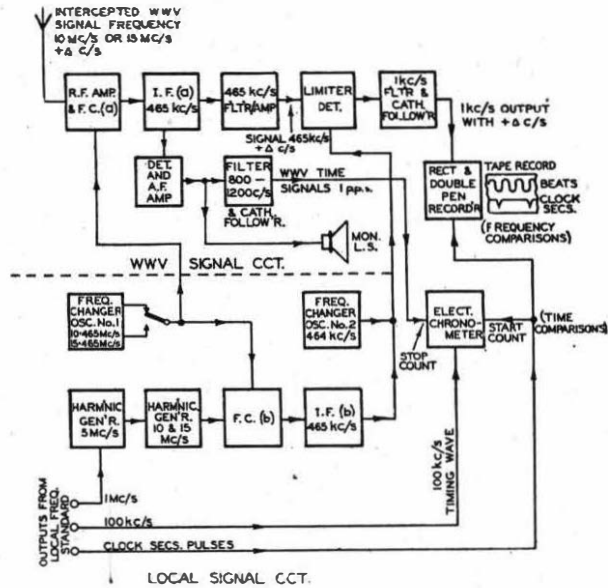 INTERCEPTED WWV
SIGNAL FREQUENCY
10 MC/S OR 15 MC/S
+Δ C/S
R.F. AMP.
& F.C.(a)
I.F.(a)
465 kC/S
465 kC/S
FLTR/AMP
LIMITER
DET.
1kC/S
FLTR &
CATH.
FOLLOW'R
1KC/S OUTPUT
WITH +Δ C/S
SIGNAL 465kC/S
+Δ C/S
DET.
AND
A.F.
AMP
FILTER
800 –
1200C/S
& CATH.
FOLLOW'R.
WWV TIME
SIGNALS 1 p.p.s.
RECT &
DOUBLE
PEN
RECORD'R
TAPE RECORD
BEATS
CLOCK
SECS.
(FREQUENCY
COMPARISONS)
MON.
L.S.
WWV SIGNAL CCT.
FREQ.
CHANGER
OSC. No.1
10·465Mc/s
15·465Mc/s
FREQ.
CHANGER
OSC. No.2
464 kC/S
ELECT.
CHRONO-
METER
STOP
COUNT
START
COUNT
(TIME
COMPARISONS)
HARM'NIC
GEN'R.
5MC/S
HARM'NIC
GEN'R.
10 & 15
MC/S
F.C.(b)
I.F.(b)
465kC/S
100kC/S
TIMING WAVE
OUTPUTS FROM
LOCAL FREQ.
STANDARD
1MC/S
100kC/S
CLOCK SECS. PULSES
LOCAL SIGNAL CCT.